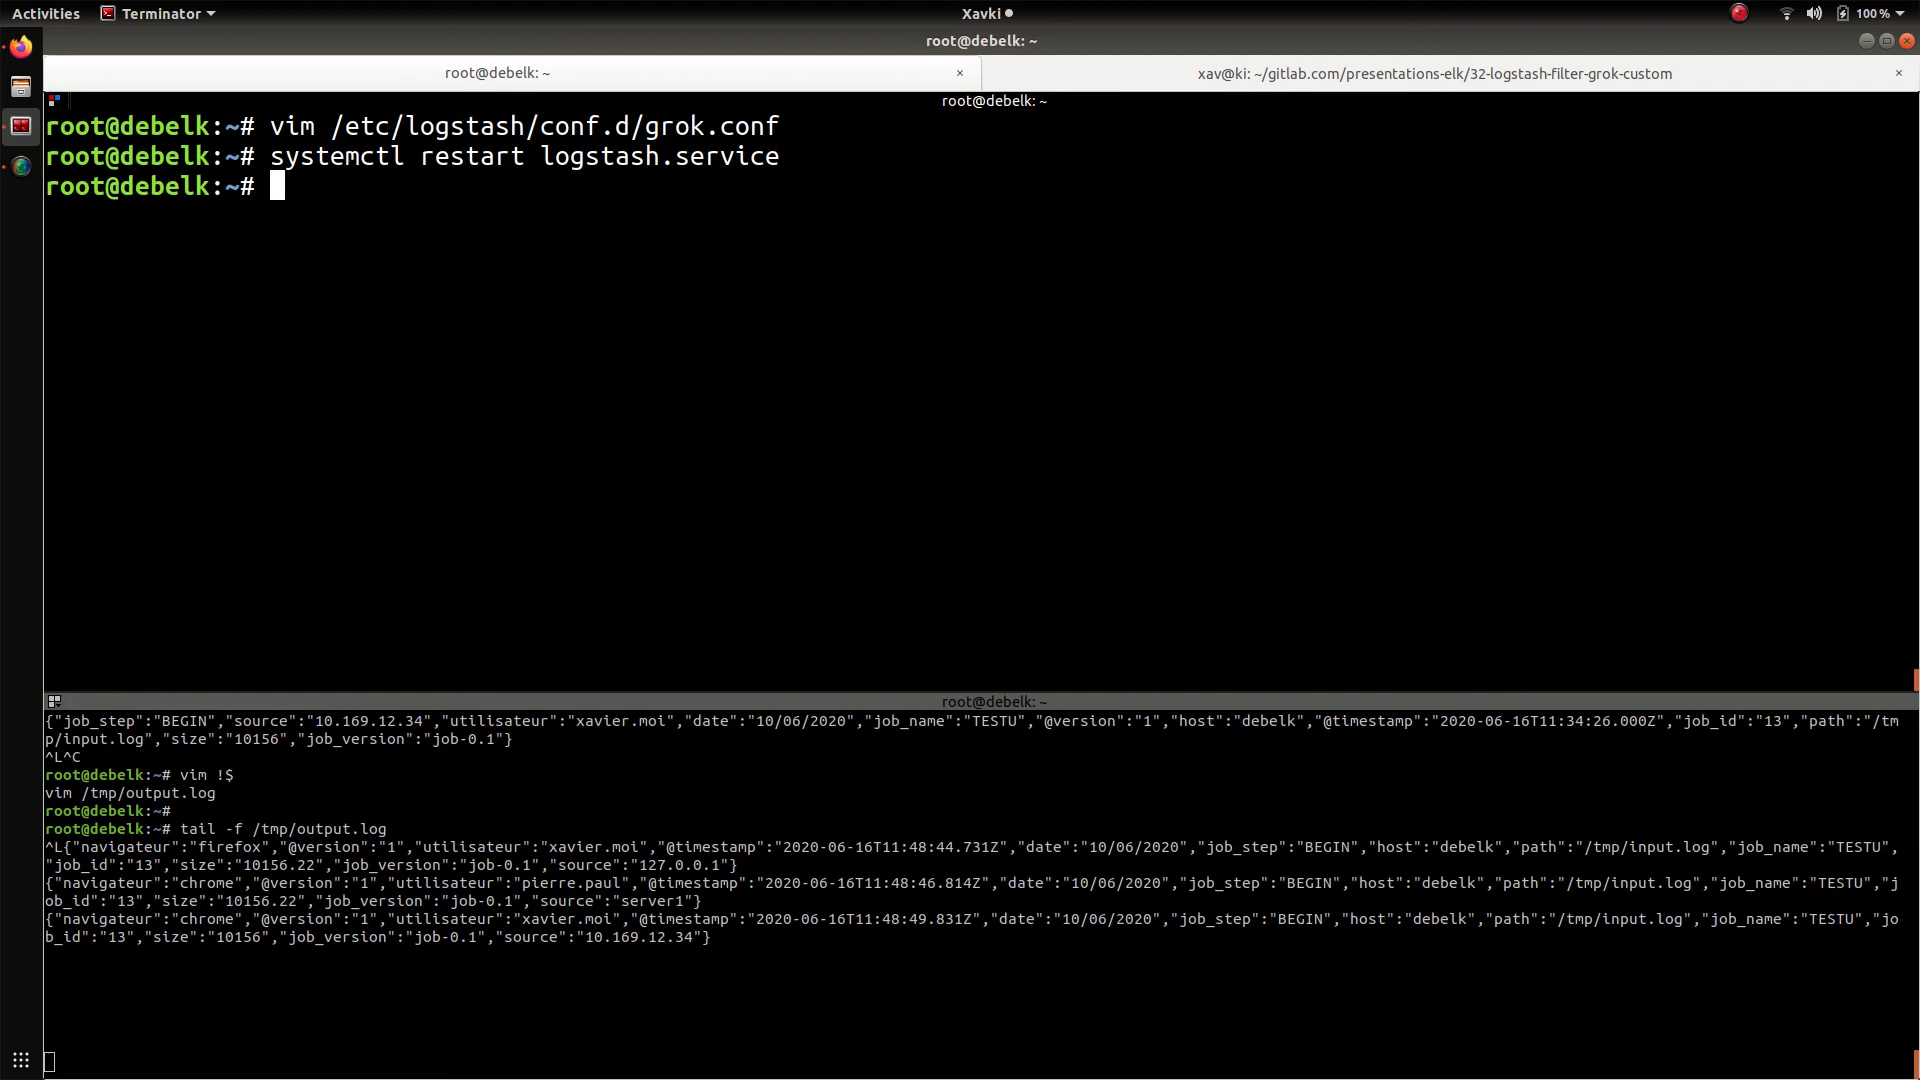 Activities
Terminator
Xavki
100 %
root@debelk: ~
root@debelk: ~
xav@ki: ~/gitlab.com/presentations-elk/32-logstash-filter-grok-custom
root@debelk: ~
root@debelk:~# vim /etc/logstash/conf.d/grok.conf
root@debelk:~# systemctl restart logstash.service
root@debelk:~#
root@debelk: ~
{"job_step":"BEGIN","source":"10.169.12.34","utilisateur":"xavier.moi","date":"10/06/2020","job_name":"TESTU","@version":"1","host":"debelk","@timestamp":"2020-06-16T11:34:26.000Z","job_id":"13","path":"/tm
p/input.log","size":"10156","job_version":"job-0.1"}
^L^C
root@debelk:~# vim !$
vim /tmp/output.log
root@debelk:~#
root@debelk:~# tail -f /tmp/output.log
^L{"navigateur":"firefox","@version":"1","utilisateur":"xavier.moi","@timestamp":"2020-06-16T11:48:44.731Z","date":"10/06/2020","job_step":"BEGIN","host":"debelk","path":"/tmp/input.log","job_name":"TESTU",
"job_id":"13","size":"10156.22","job_version":"job-0.1","source":"127.0.0.1"}
{"navigateur":"chrome","@version":"1","utilisateur":"pierre.paul","@timestamp":"2020-06-16T11:48:46.814Z","date":"10/06/2020","job_step":"BEGIN","host":"debelk","path":"/tmp/input.log","job_name":"TESTU","j
ob_id":"13","size":"10156.22","job_version":"job-0.1","source":"server1"}
{"navigateur":"chrome","@version":"1","utilisateur":"xavier.moi","@timestamp":"2020-06-16T11:48:49.831Z","date":"10/06/2020","job_step":"BEGIN","host":"debelk","path":"/tmp/input.log","job_name":"TESTU","jo
b_id":"13","size":"10156","job_version":"job-0.1","source":"10.169.12.34"}